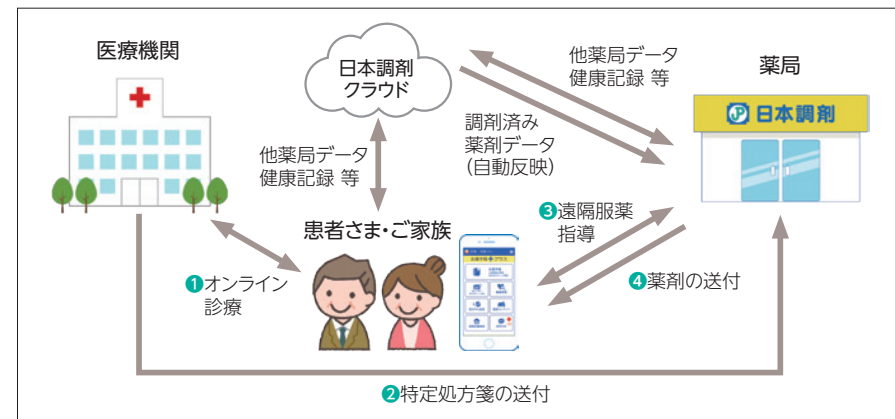 医療機関
日本調剤
クラウド
他薬局データ
健康記録 等
薬局
日本調剤
調剤済み
薬剤データ
（自動反映）
他薬局データ
健康記録 等
患者さま・ご家族
❸遠隔服薬
指導
❶オンライン
診療
❹薬剤の送付
❷特定処方箋の送付